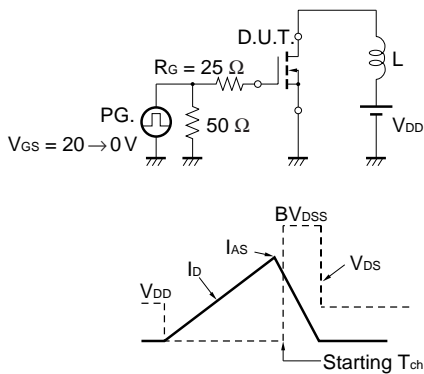 D.U.T.
RG = 25 Ω
L
PG.
50 Ω
VDD
VGS = 20 → 0 V
BVDSS
IAS
ID
VDS
VDD
Starting Tch